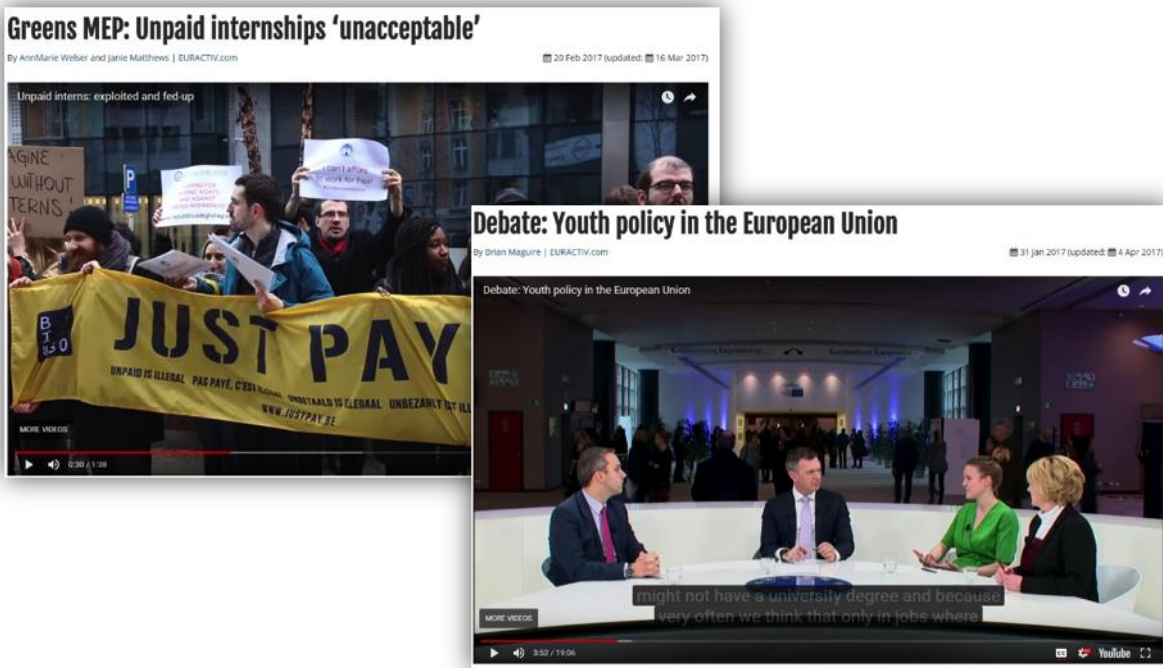 Greens MEP: Unpaid internships ‘unacceptable’
By AnnMarie Welser and Janie Matthews | EURACTIV.com
20 Feb 2017 (updated: 16 Mar 2017)
Unpaid interns: exploited and fed-up
AGINE
WITHOUT
TERNS
P
I can't afford
to work for free!
JUST PAY
UNPAID IS ILLEGAL PAS PAYÉ, C'EST ONBETAALD IS ILLEGAAL UNBEZAHLT IST ILL
WWW.JUSTPAY.BE
MORE VIDEOS
0:30 / 1:38
Debate: Youth policy in the European Union
By Brian Maguire | EURACTIV.com
31 Jan 2017 (updated: 4 Apr 2017)
Debate: Youth policy in the European Union
might not have a university degree and because
very often we think that only in jobs where
MORE VIDEOS
3:52 / 19:06
CC
YouTube